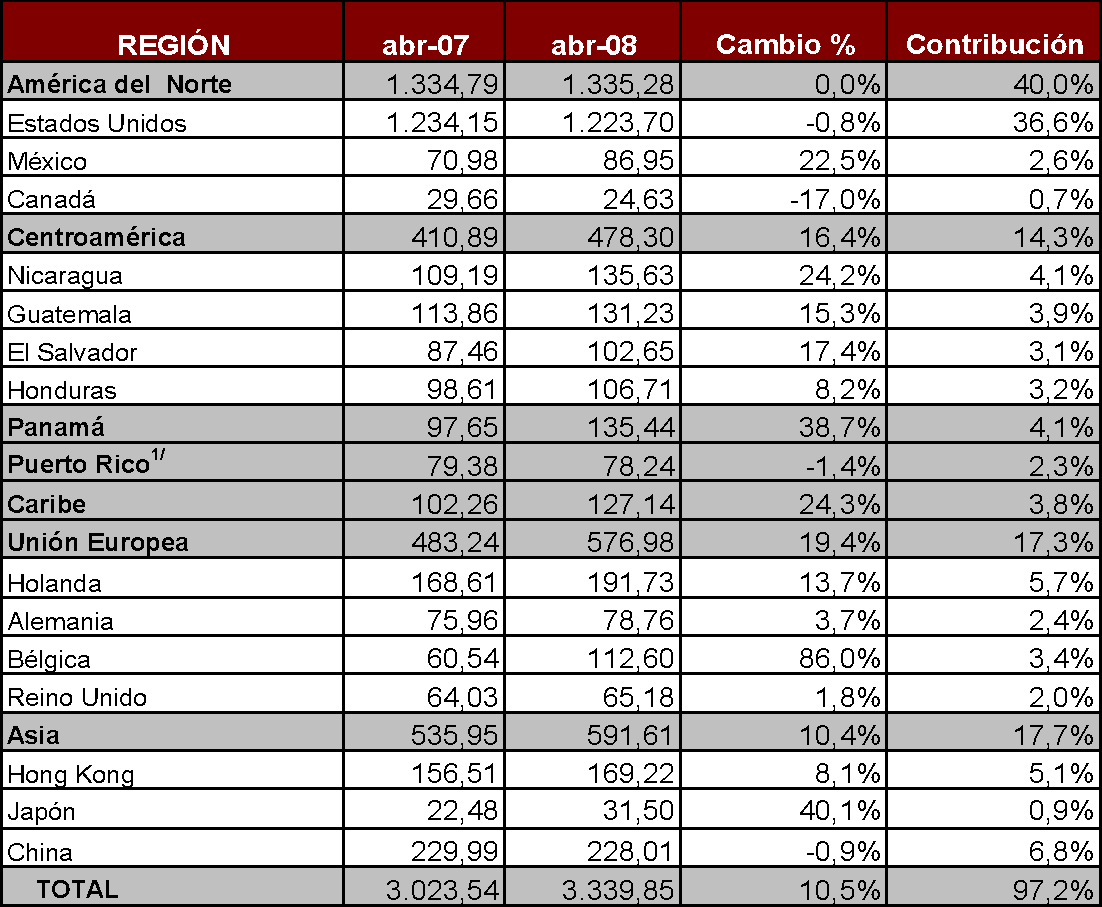 REGIÓN abr-07 abr-08 Cambio % Contribución
América del Norte 1.334,79 1.335,28 0,0% 40,0%
Estados Unidos 1.234,15 1.223,70 -0,8% 36,6%
México 70,98 86,95 22,5% 2,6%
Canadá 29,66 24,63 -17,0% 0,7%
Centroamérica 410,89 478,30 16,4% 14,3%
Nicaragua 109,19 135,63 24,2% 4,1%
Guatemala 113,86 131,23 15,3% 3,9%
El Salvador 87,46 102,65 17,4% 3,1%
Honduras 98,61 106,71 8,2% 3,2%
Panamá 97,65 135,44 38,7% 4,1%
Puerto Rico1/ 79,38 78,24 -1,4% 2,3%
Caribe 102,26 127,14 24,3% 3,8%
Unión Europea 483,24 576,98 19,4% 17,3%
Holanda 168,61 191,73 13,7% 5,7%
Alemania 75,96 78,76 3,7% 2,4%
Bélgica 60,54 112,60 86,0% 3,4%
Reino Unido 64,03 65,18 1,8% 2,0%
Asia 535,95 591,61 10,4% 17,7%
Hong Kong 156,51 169,22 8,1% 5,1%
Japón 22,48 31,50 40,1% 0,9%
China 229,99 228,01 -0,9% 6,8%
TOTAL 3.023,54 3.339,85 10,5% 97,2%